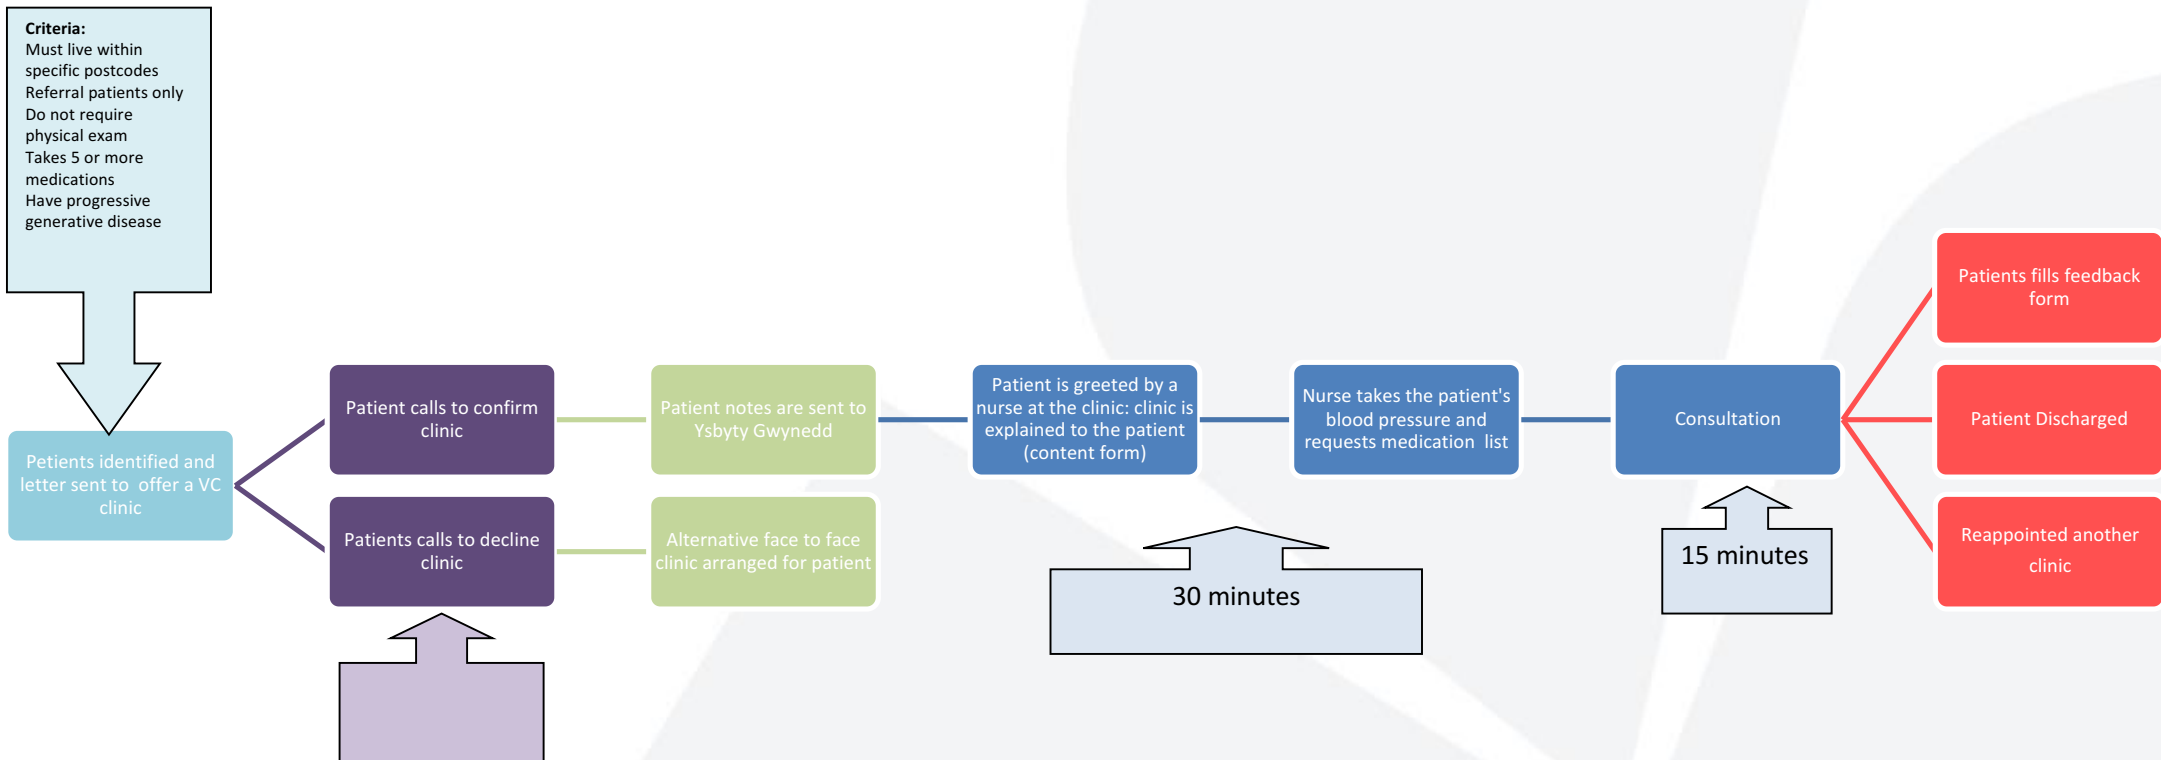 Criteria:
Must live within
specific postcodes
Referral patients only
Do not require
physical exam
Takes 5 or more
medications
Have progressive
generative disease
Petients identified and
letter sent to offer a VC
clinic
Patient calls to confirm
clinic
Patients calls to decline
clinic
Patient notes are sent to
Ysbyty Gwynedd
Alternative face to face
clinic arranged for patient
Patient is greeted by a
nurse at the clinic: clinic is
explained to the patient
(content form)
Nurse takes the patient's
blood pressure and
requests medication list
30 minutes
Consultation
15 minutes
Patients fills feedback
form
Patient Discharged
Reappointed another
clinic